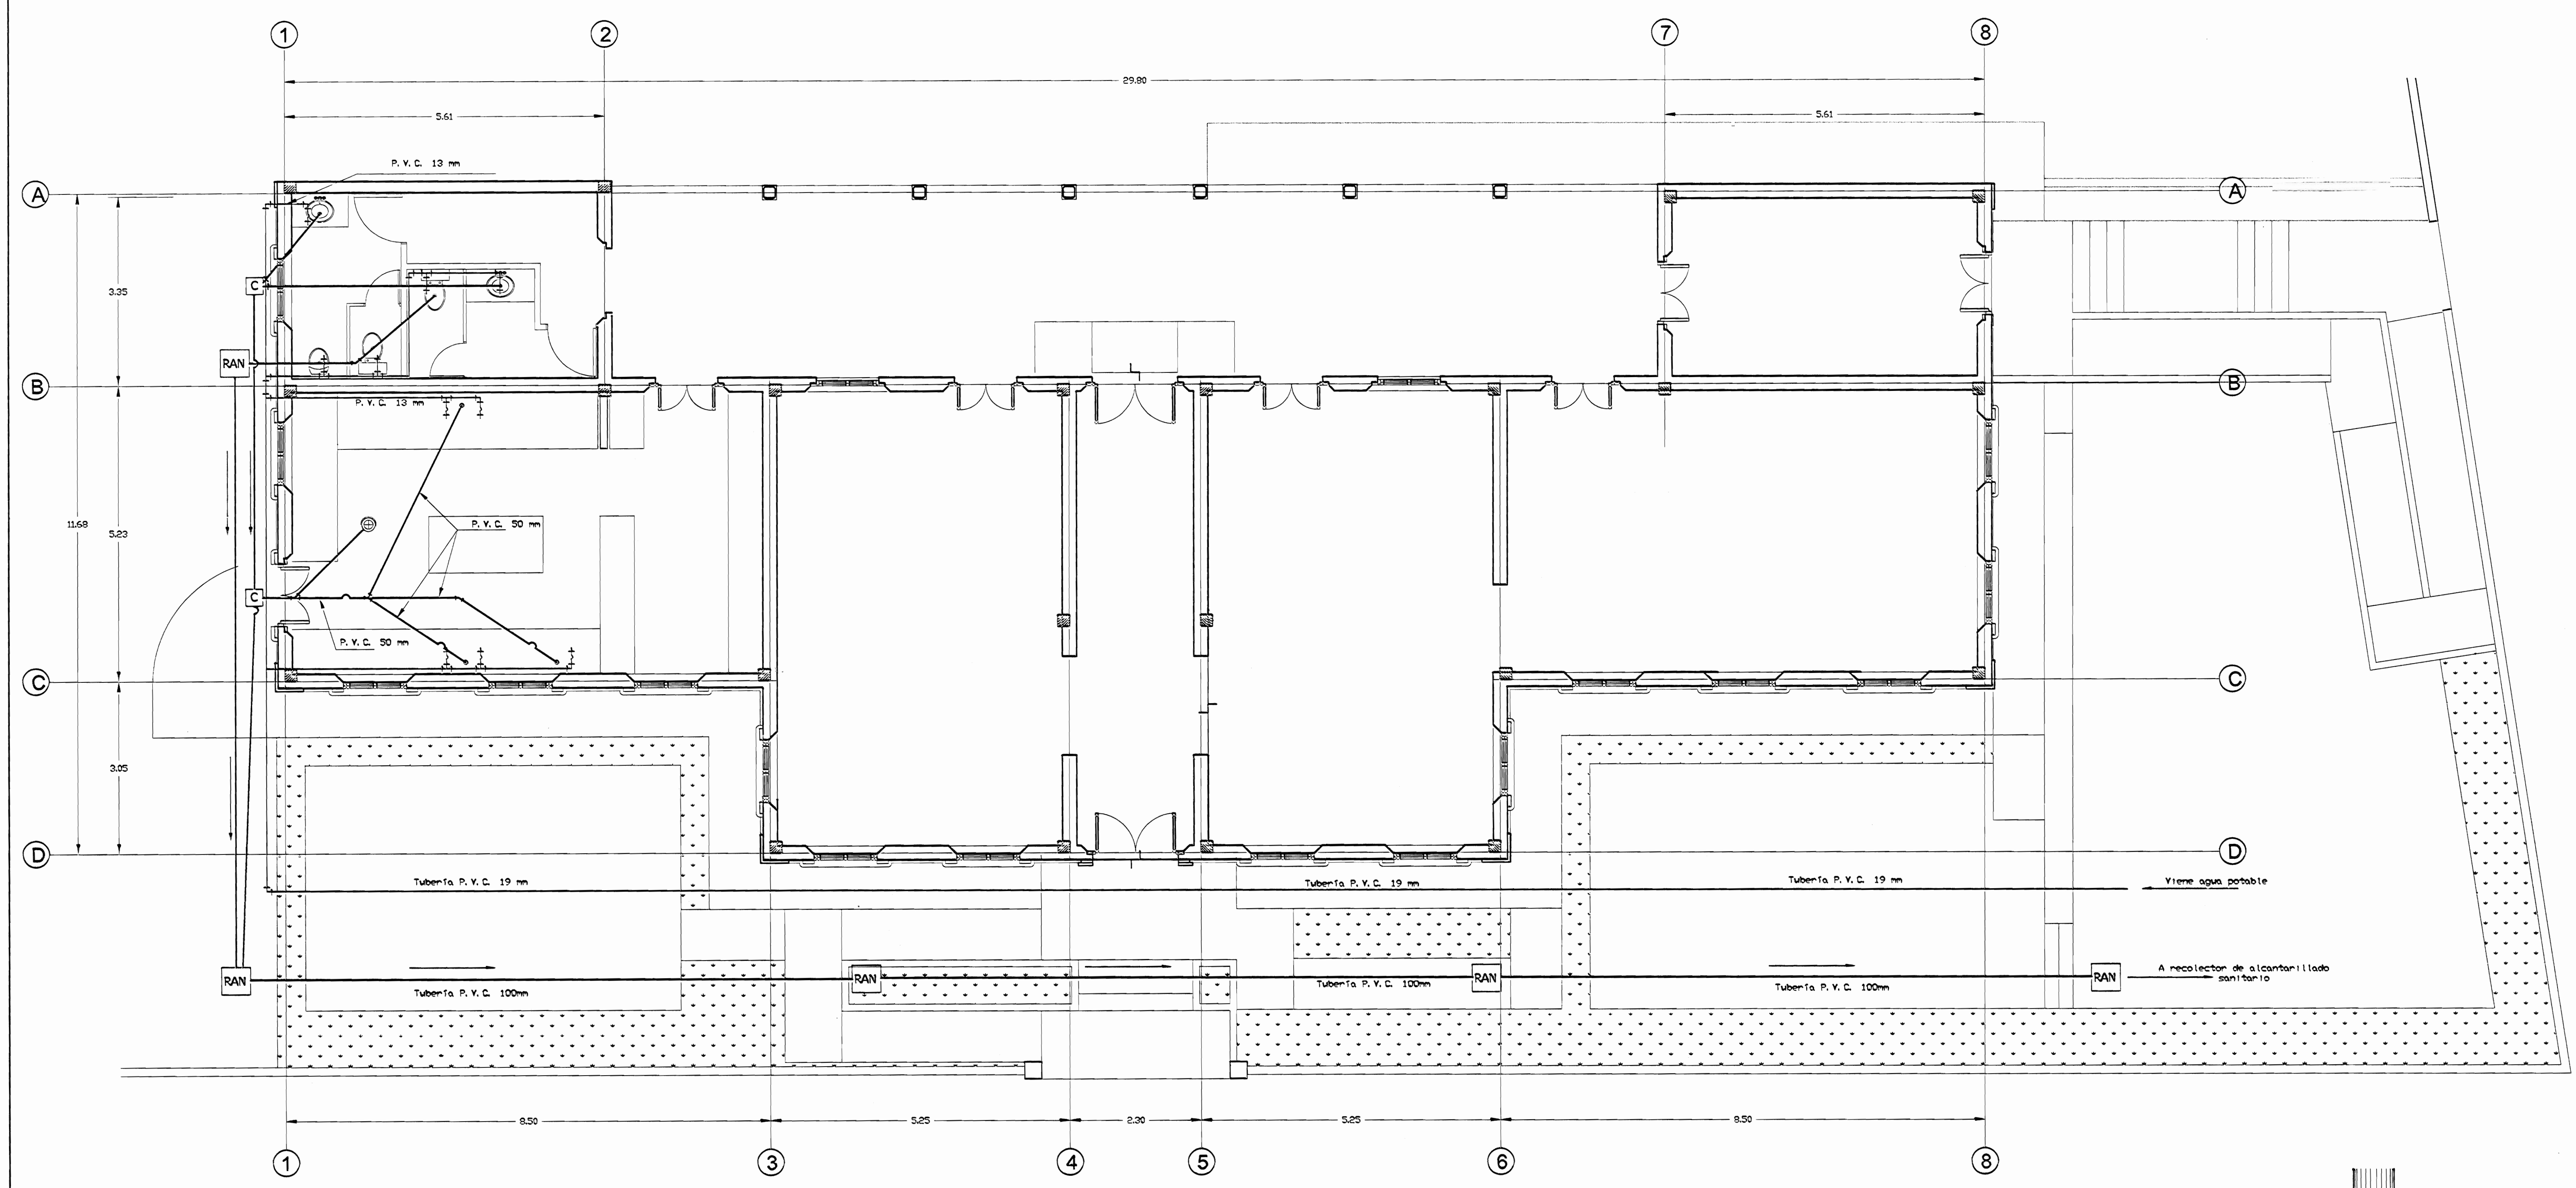 1
2
7
8
29.80
5.61
5.61
P. V. C. 13 mm
A
A
3.35
C
RAN
B
B
P. V. C. 13 mm
11.68
5.23
P. V. C. 50 mm
C
P. V. C. 50 mm
C
C
3.05
D
D
Tubería P. V. C. 19 mm
Tubería P. V. C. 19 mm
Tubería P. V. C. 19 mm
Viene agua potable
RAN
RAN
RAN
RAN
A recolector de alcantarillado
sanitario
Tubería P. V. C. 100mm
Tubería P. V. C. 100mm
Tubería P. V. C. 100mm
8.50
5.25
2.30
5.25
8.50
1
3
4
5
6
8